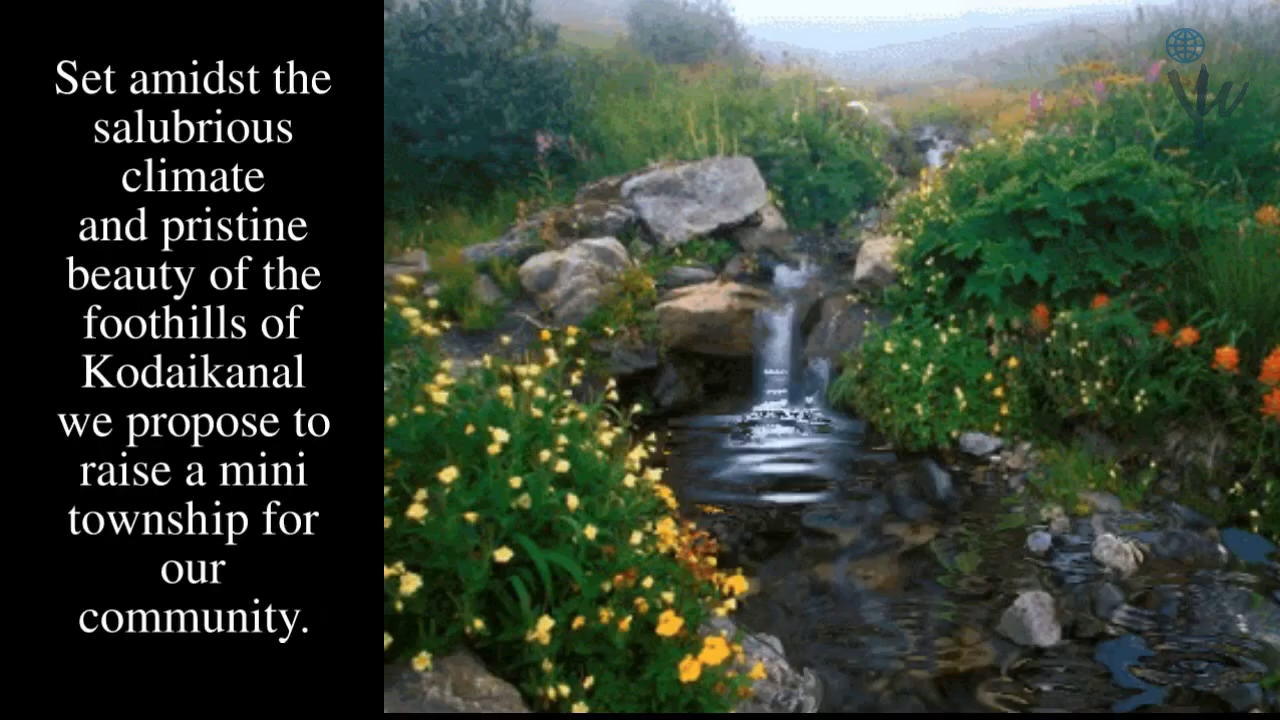 Set amidst the
salubrious
climate
and pristine
beauty of the
foothills of
Kodaikanal
we propose to
raise a mini
township for
our
community.